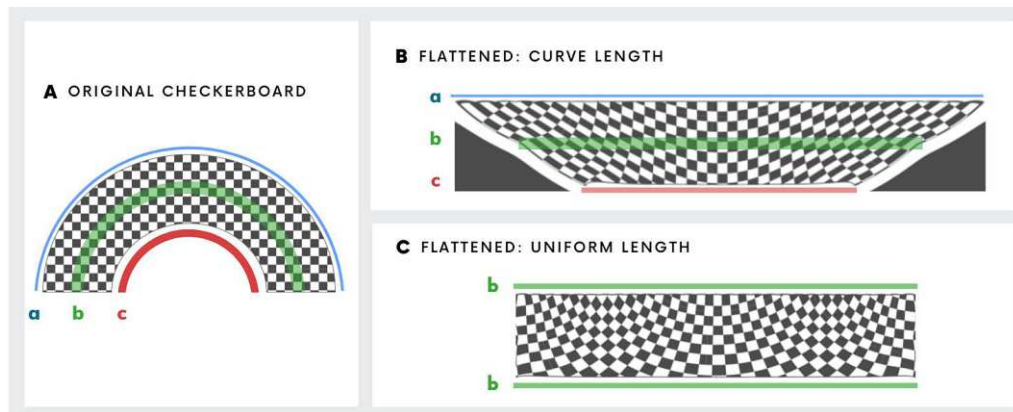 A ORIGINAL CHECKERBOARD
a b c
B FLATTENED: CURVE LENGTH
a
b
c
C FLATTENED: UNIFORM LENGTH
b
b